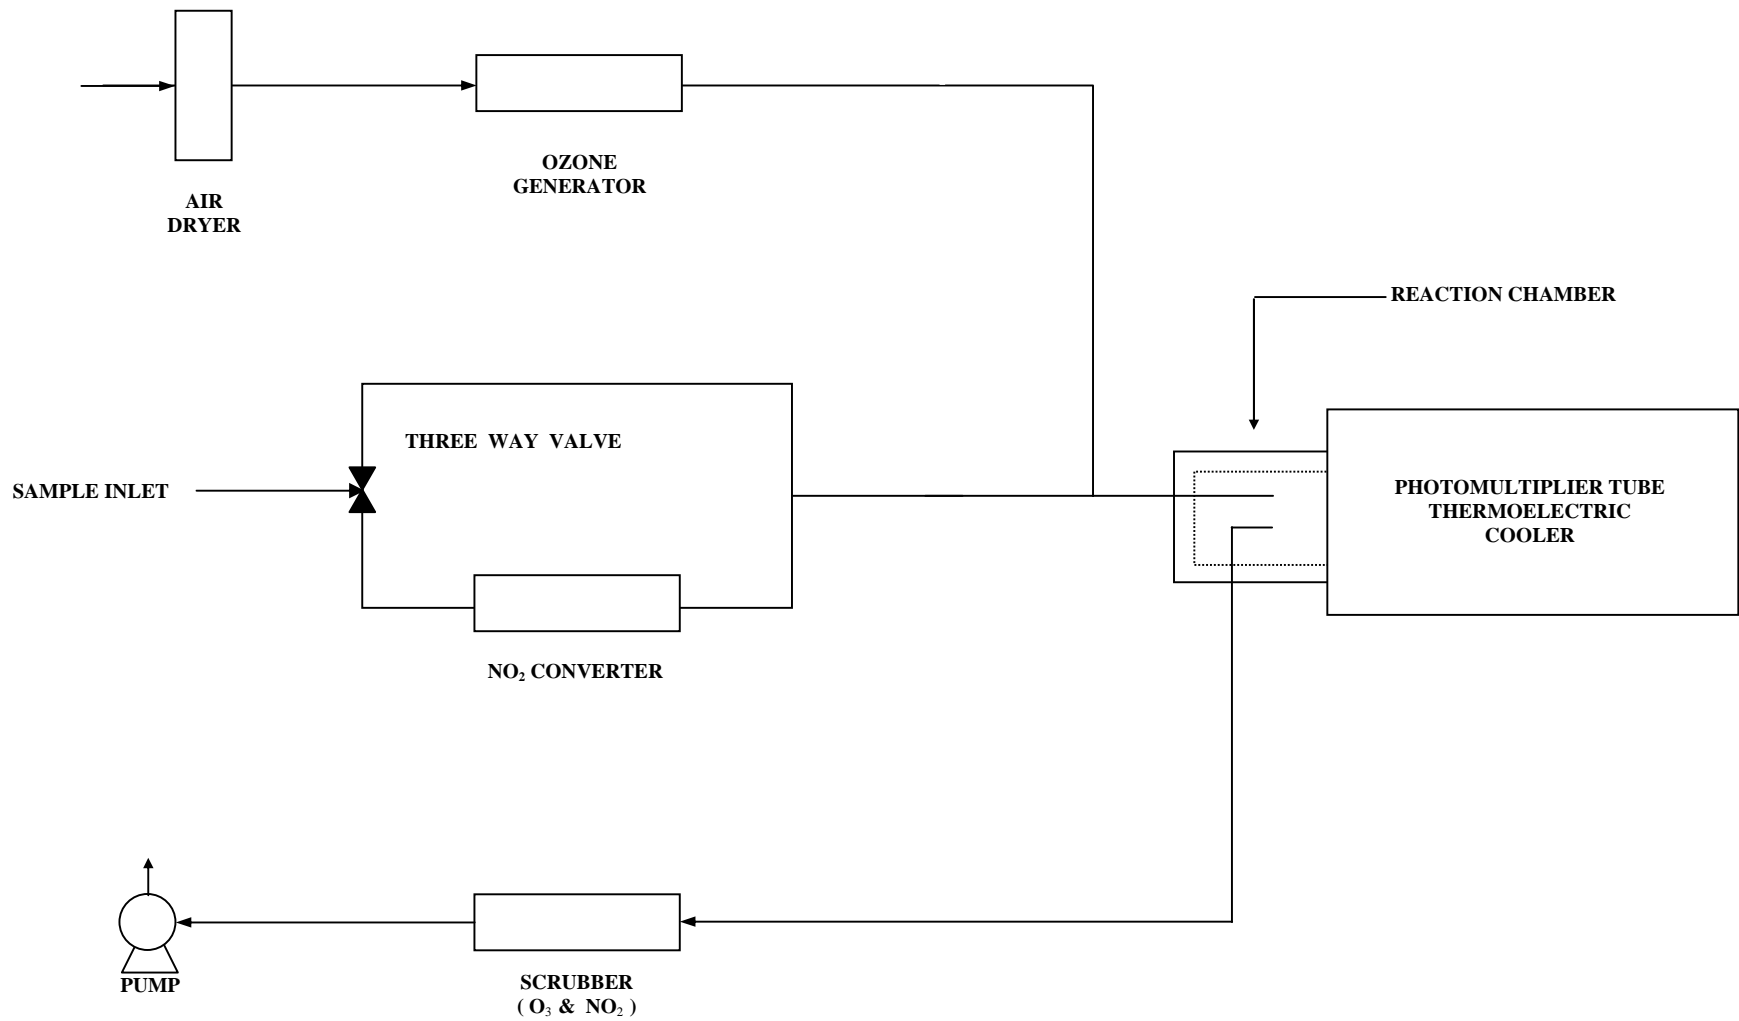 OZONE
GENERATOR
AIR
DRYER
REACTION CHAMBER
THREE WAY VALVE
SAMPLE INLET
PHOTOMULTIPLIER TUBE
THERMOELECTRIC
COOLER
NO₂ CONVERTER
PUMP
SCRUBBER
( O₃ & NO₂ )